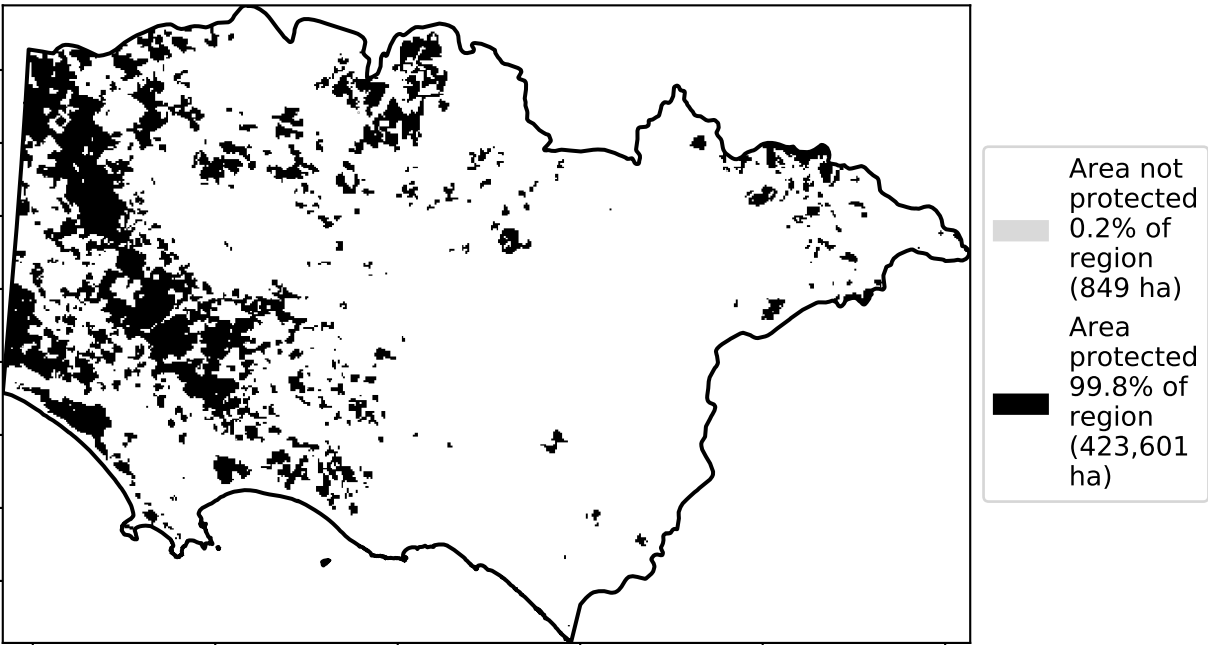 Area not
protected
0.2% of
region
(849 ha)
Area
protected
99.8% of
region
(423,601
ha)